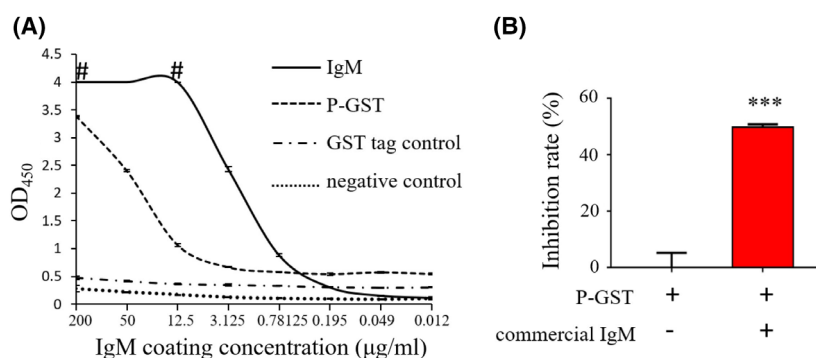 (A)
#
#
4.5
4
3.5
3
2.5
2
1.5
1
0.5
0
OD450
200
50
12.5
3.125
0.78125
0.195
0.049
0.012
IgM coating concentration (μg/ml)
IgM
P-GST
GST tag control
negative control
(B)
***
60
40
20
0
Inhibition rate (%)
P-GST + +
commercial IgM - +